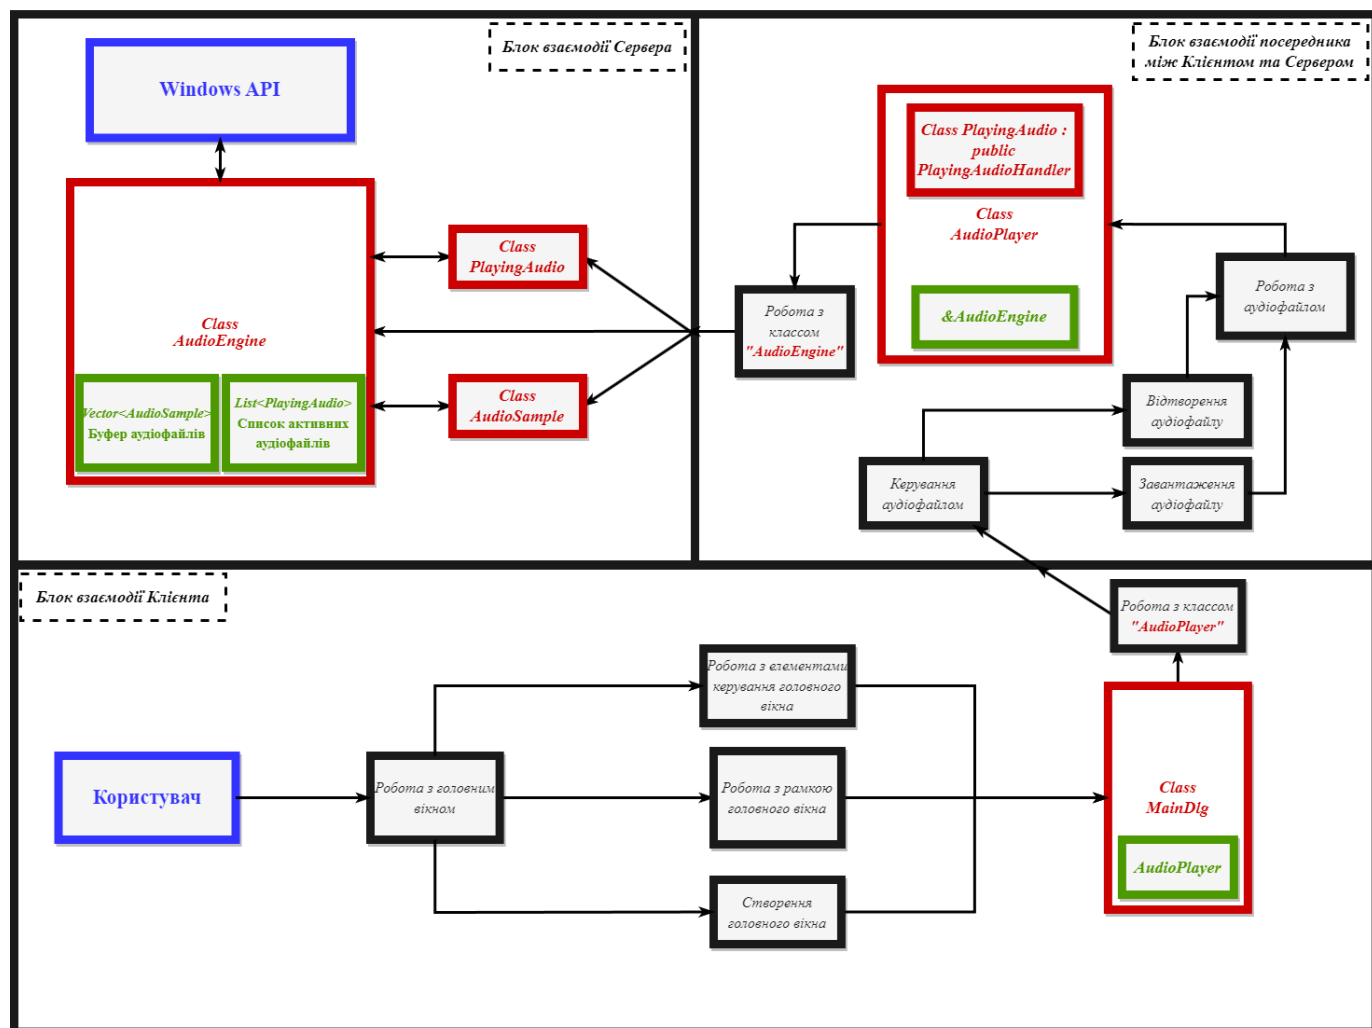 Блок взаємодії Сервера
Windows API
Class
PlayingAudio
Class
AudioEngine
Vector<AudioSample>
Буфер аудіофайлів
List<PlayingAudio>
Список активних
аудіофайлів
Class
AudioSample
Блок взаємодії посередника
між Клієнтом та Сервером
Class PlayingAudio :
public
PlayingAudioHandler
Class
AudioPlayer
&AudioEngine
Робота з
классом
"AudioEngine"
Робота з
аудіофайлом
Відтворення
аудіофайлу
Керування
аудіофайлом
Завантаження
аудіофайлу
Блок взаємодії Клієнта
Робота з классом
"AudioPlayer"
Робота з елементами
керування головного
вікна
Користувач
Робота з головним
вікном
Робота з рамкою
головного вікна
Створення
головного вікна
Class
MainDlg
AudioPlayer